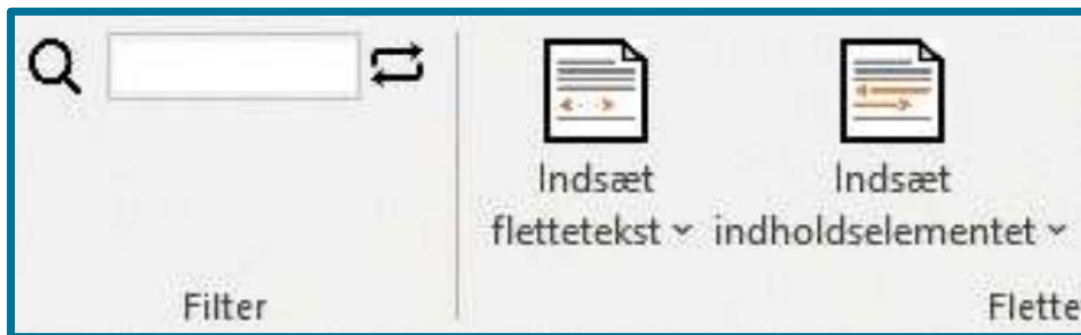 Indsæt
flettetekst
Indsæt
indholdselementet
Filter
Flette